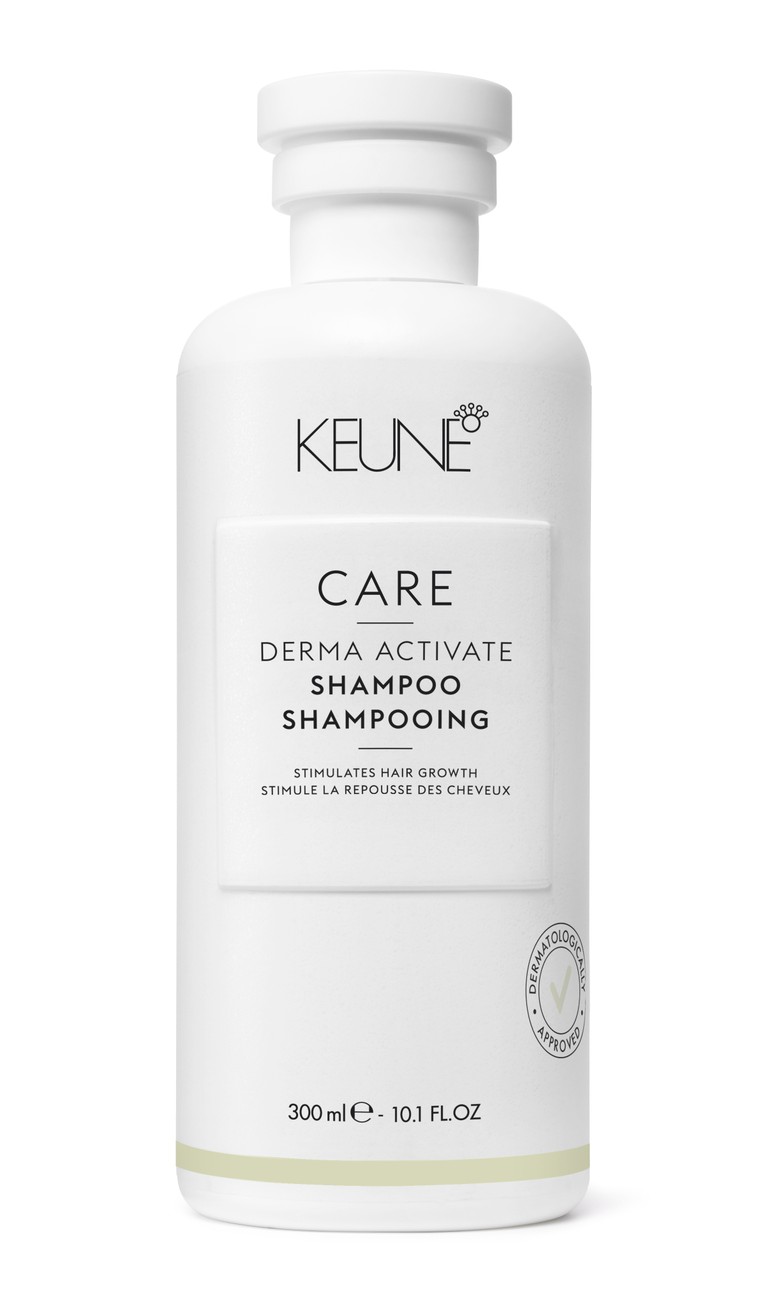 KEUNE
CARE
DERMA ACTIVATE
SHAMPOO
SHAMPOOING
STIMULATES HAIR GROWTH
STIMULE LA REPOUSSE DES CHEVEUX
DERMATOLOGICALLY
APPROVED
300 ml ℮ - 10.1 FL.OZ